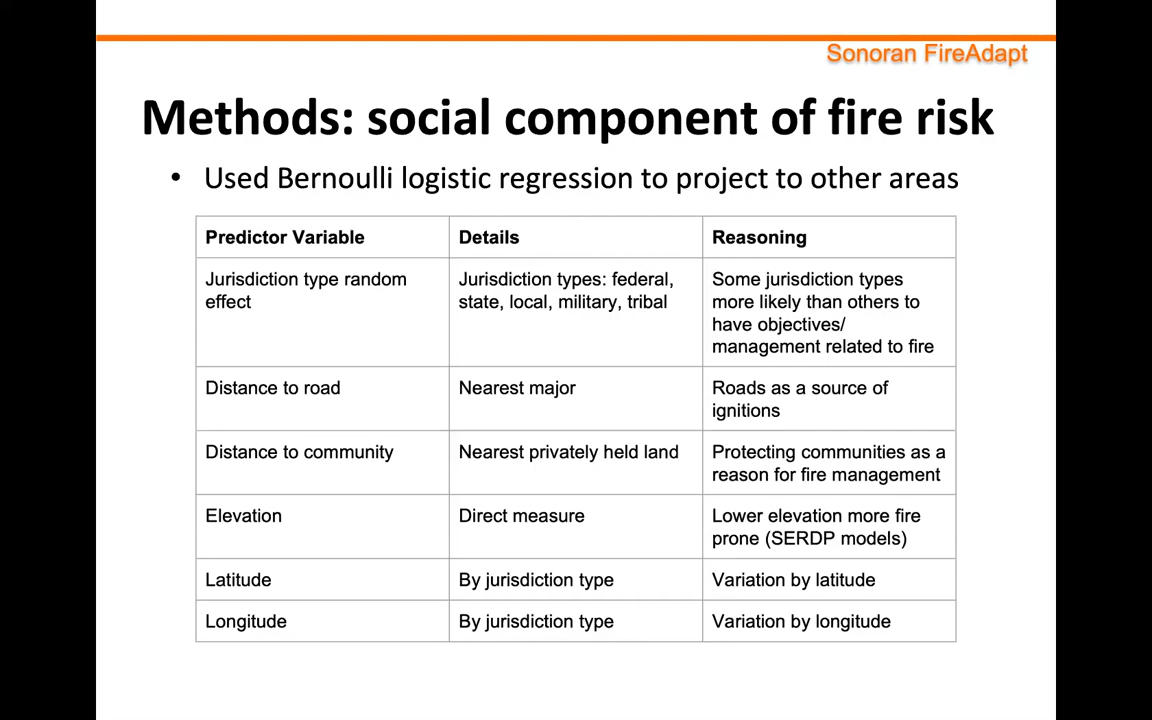 Sonoran FireAdapt
Methods: social component of fire risk
• Used Bernoulli logistic regression to project to other areas
Predictor Variable
Details
Reasoning
Jurisdiction type random
effect
Jurisdiction types: federal,
state, local, military, tribal
Some jurisdiction types
more likely than others to
have objectives/
management related to fire
Distance to road
Nearest major
Roads as a source of
ignitions
Distance to community
Nearest privately held land
Protecting communities as a
reason for fire management
Elevation
Direct measure
Lower elevation more fire
prone (SERDP models)
Latitude
By jurisdiction type
Variation by latitude
Longitude
By jurisdiction type
Variation by longitude